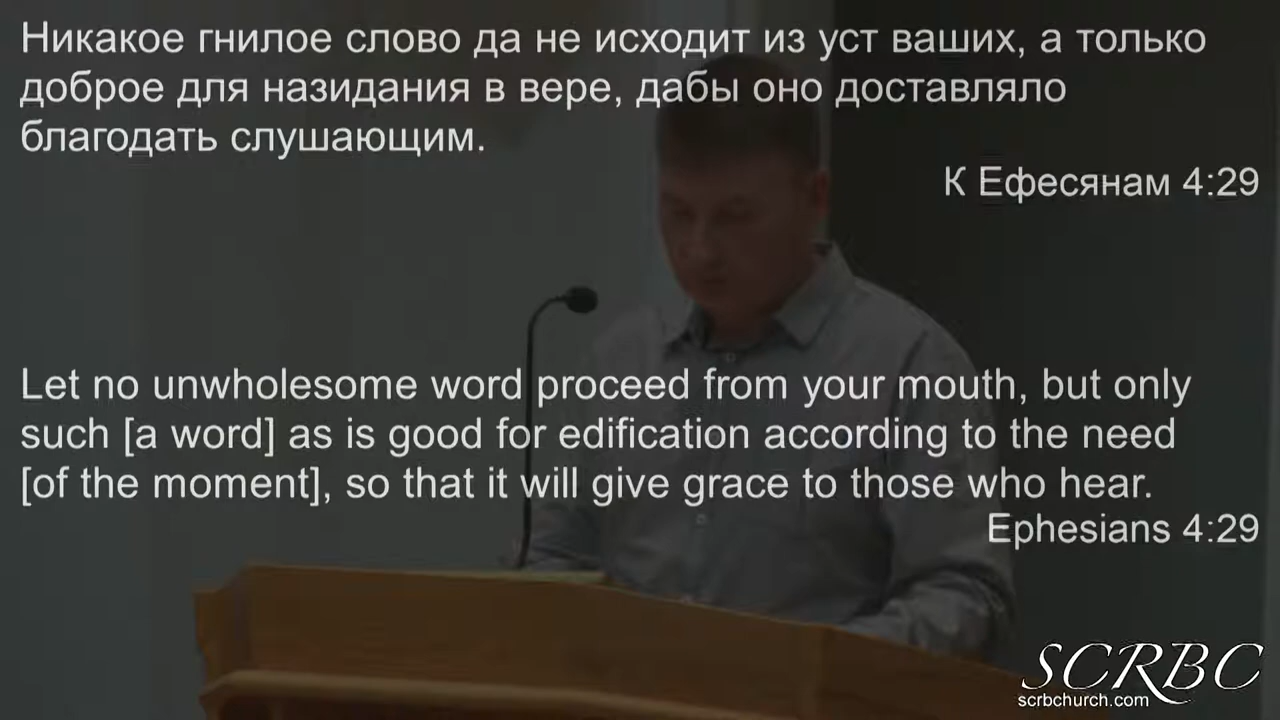 Никакое гнилое слово да не исходит из уст ваших, а только
доброе для назидания в вере, дабы оно доставляло
благодать слушающим.
К Ефесянам 4:29
Let no unwholesome word proceed from your mouth, but only
such [a word] as is good for edification according to the need
[of the moment], so that it will give grace to those who hear.
Ephesians 4:29
SCRBC
scrbchurch.com